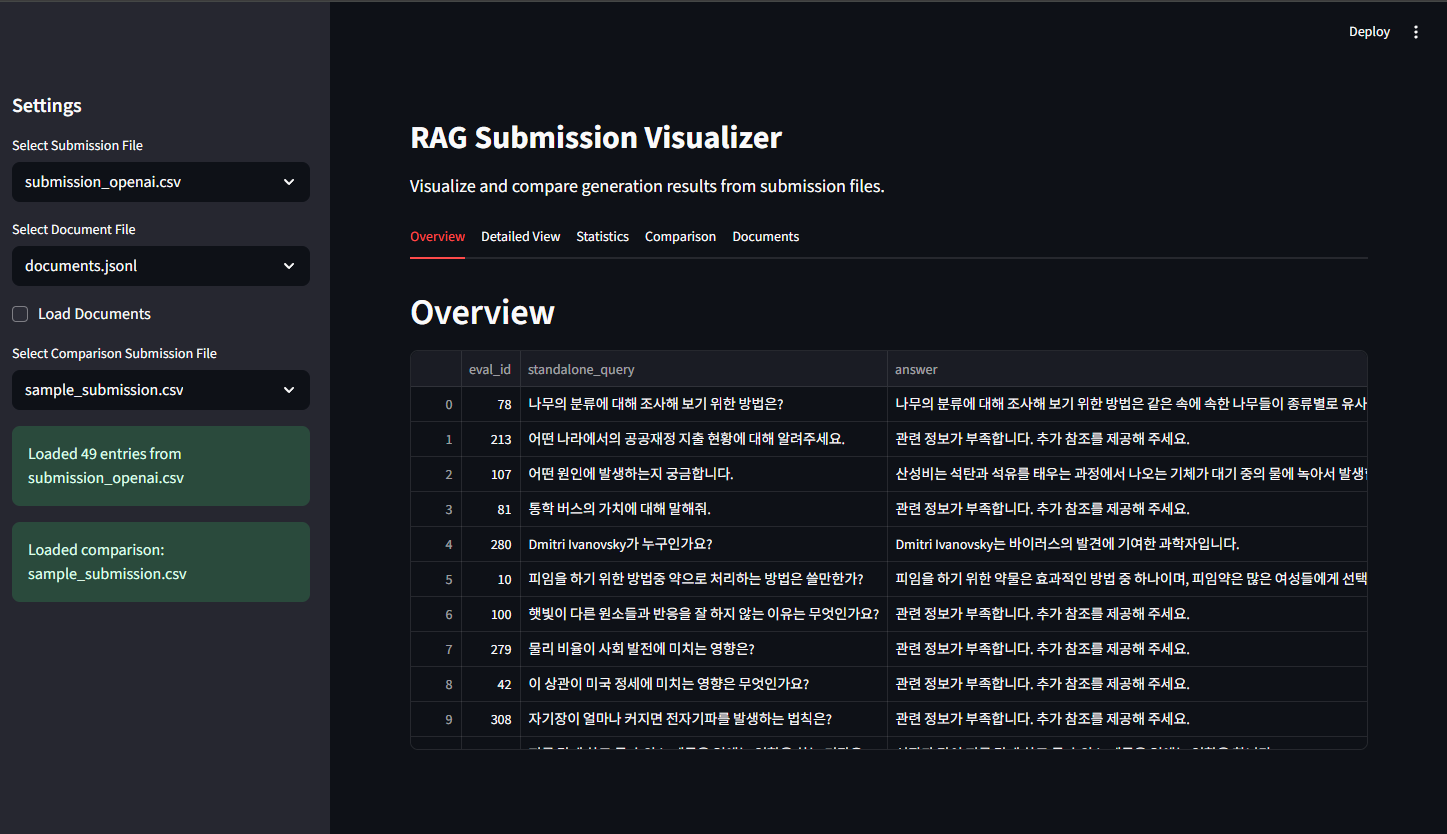 Deploy
Settings
Select Submission File
submission_openai.csv
Select Document File
documents.jsonl
Load Documents
Select Comparison Submission File
sample_submission.csv
Loaded 49 entries from
submission_openai.csv
Loaded comparison:
sample_submission.csv
RAG Submission Visualizer
Visualize and compare generation results from submission files.
Overview Detailed View Statistics Comparison Documents
Overview
eval_id standalone_query answer
0 78 나무의 분류에 대해 조사해 보기 위한 방법은? 나무의 분류에 대해 조사해 보기 위한 방법은 같은 속에 속한 나무들이 종류별로 유사
1 213 어떤 나라에서의 공공재정 지출 현황에 대해 알려주세요. 관련 정보가 부족합니다. 추가 참조를 제공해 주세요.
2 107 어떤 원인에 발생하는지 궁금합니다. 산성비는 석탄과 석유를 태우는 과정에서 나오는 기체가 대기 중의 물에 녹아서
3 81 통학 버스의 가치에 대해 말해줘. 관련 정보가 부족합니다. 추가 참조를 제공해 주세요.
4 280 Dmitri Ivanovsky가 누구인가요? Dmitri Ivanovsky는 바이러스의 발견에 기여한 과학자입니다.
5 10 피임을 하기 위한 방법중 약으로 처리하는 방법은 쓸만한가? 피임을 하기 위한 약물은 효과적인 방법 중 하나이며, 피임약은 많은 여성들에게 선택
6 100 햇빛이 다른 원소들과 반응을 잘 하지 않는 이유는 무엇인가요? 관련 정보가 부족합니다. 추가 참조를 제공해 주세요.
7 279 물리 비율이 사회 발전에 미치는 영향은? 관련 정보가 부족합니다. 추가 참조를 제공해 주세요.
8 42 이 상관이 미국 정세에 미치는 영향은 무엇인가요? 관련 정보가 부족합니다. 추가 참조를 제공해 주세요.
9 308 자기장이 얼마나 커지면 전자기파를 발생하는 법칙은? 관련 정보가 부족합니다. 추가 참조를 제공해 주세요.